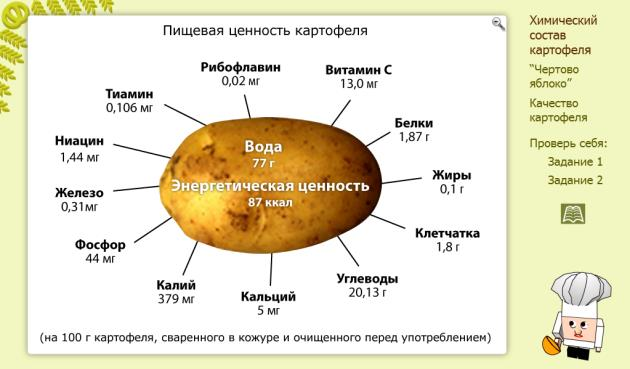 Пищевая ценность картофеля
Рибофлавин
0,02 мг
Витамин С
13,0 мг
Тиамин
0,106 мг
Белки
1,87 г
Ниацин
1,44 мг
Вода
77 г
Жиры
0,1 г
Энергетическая ценность
87 ккал
Железо
0,31мг
Клетчатка
1,8 г
Фосфор
44 мг
Углеводы
20,13 г
Калий
379 мг
Кальций
5 мг
(на 100 г картофеля, сваренного в кожуре и очищенного перед употреблением)
Химический
состав
картофеля
“Чертово
яблоко”
Качество
картофеля
Проверь себя:
Задание 1
Задание 2